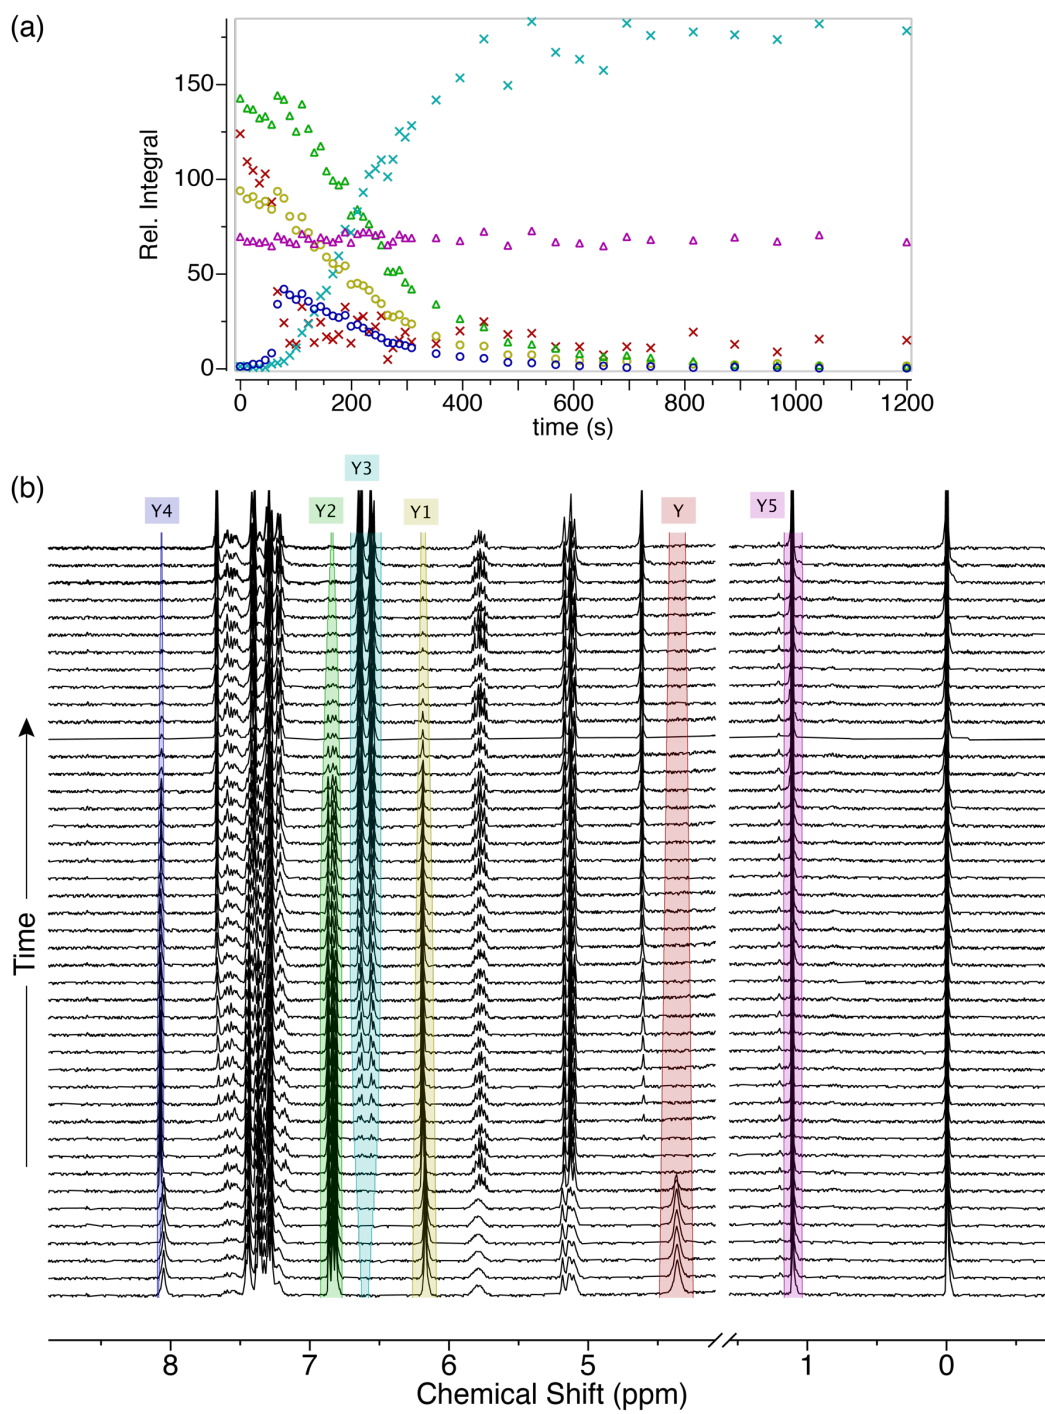 (a)
Rel. Integral
150
100
50
0
0 200 400 600 800 1000 1200
time (s)
(b)
Y4 Y2 Y3 Y1 Y Y5
Time
8 7 6 5 1 0
Chemical Shift (ppm)